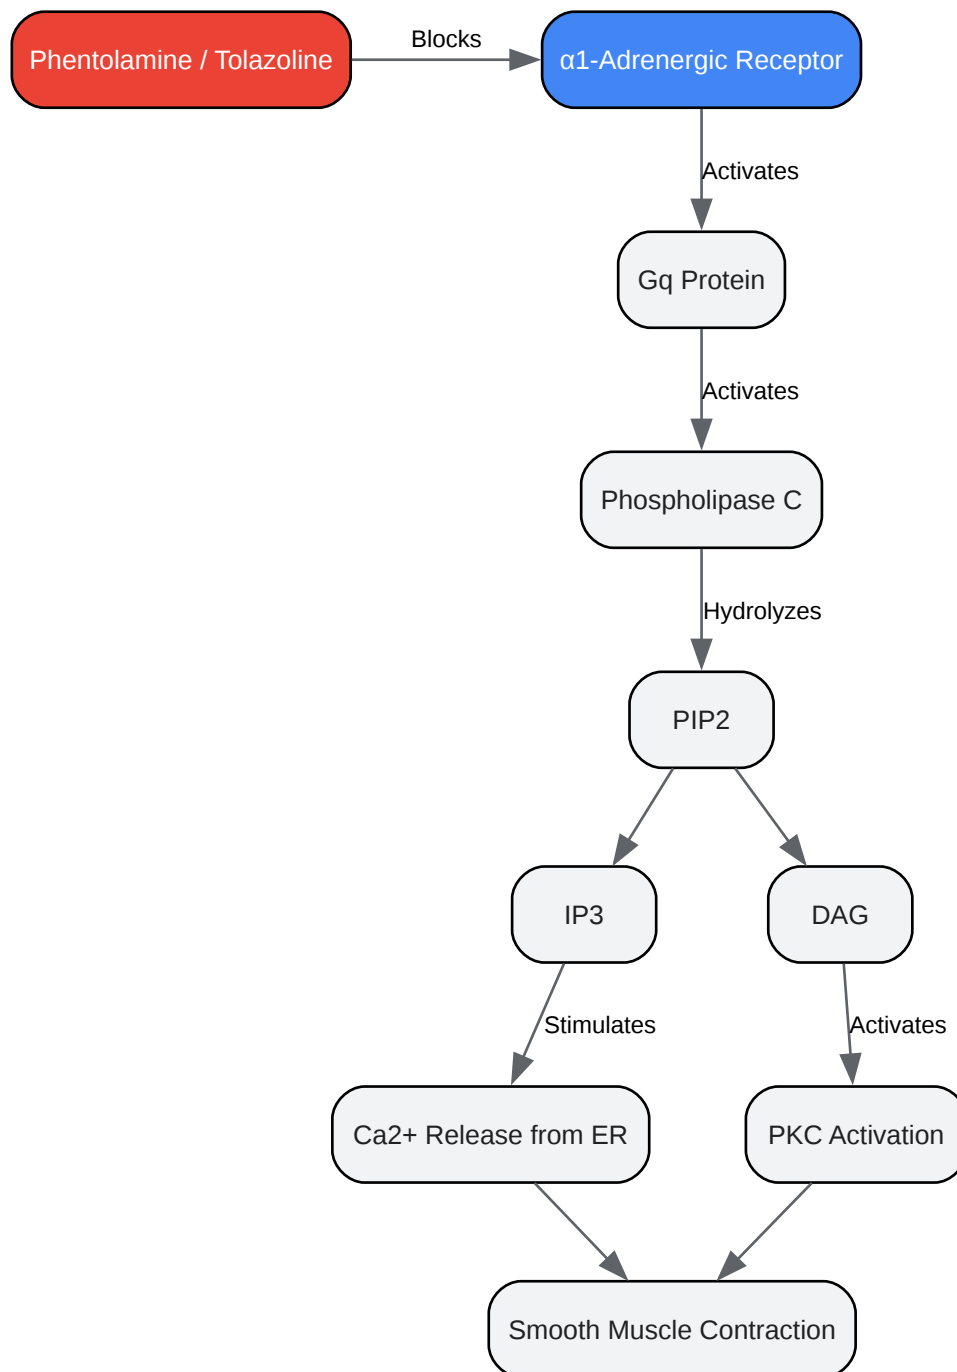 Phentolamine / Tolazoline
Blocks
α1-Adrenergic Receptor
Activates
Gq Protein
Activates
Phospholipase C
Hydrolyzes
PIP2
IP3
DAG
Stimulates
Activates
Ca2+ Release from ER
PKC Activation
Smooth Muscle Contraction